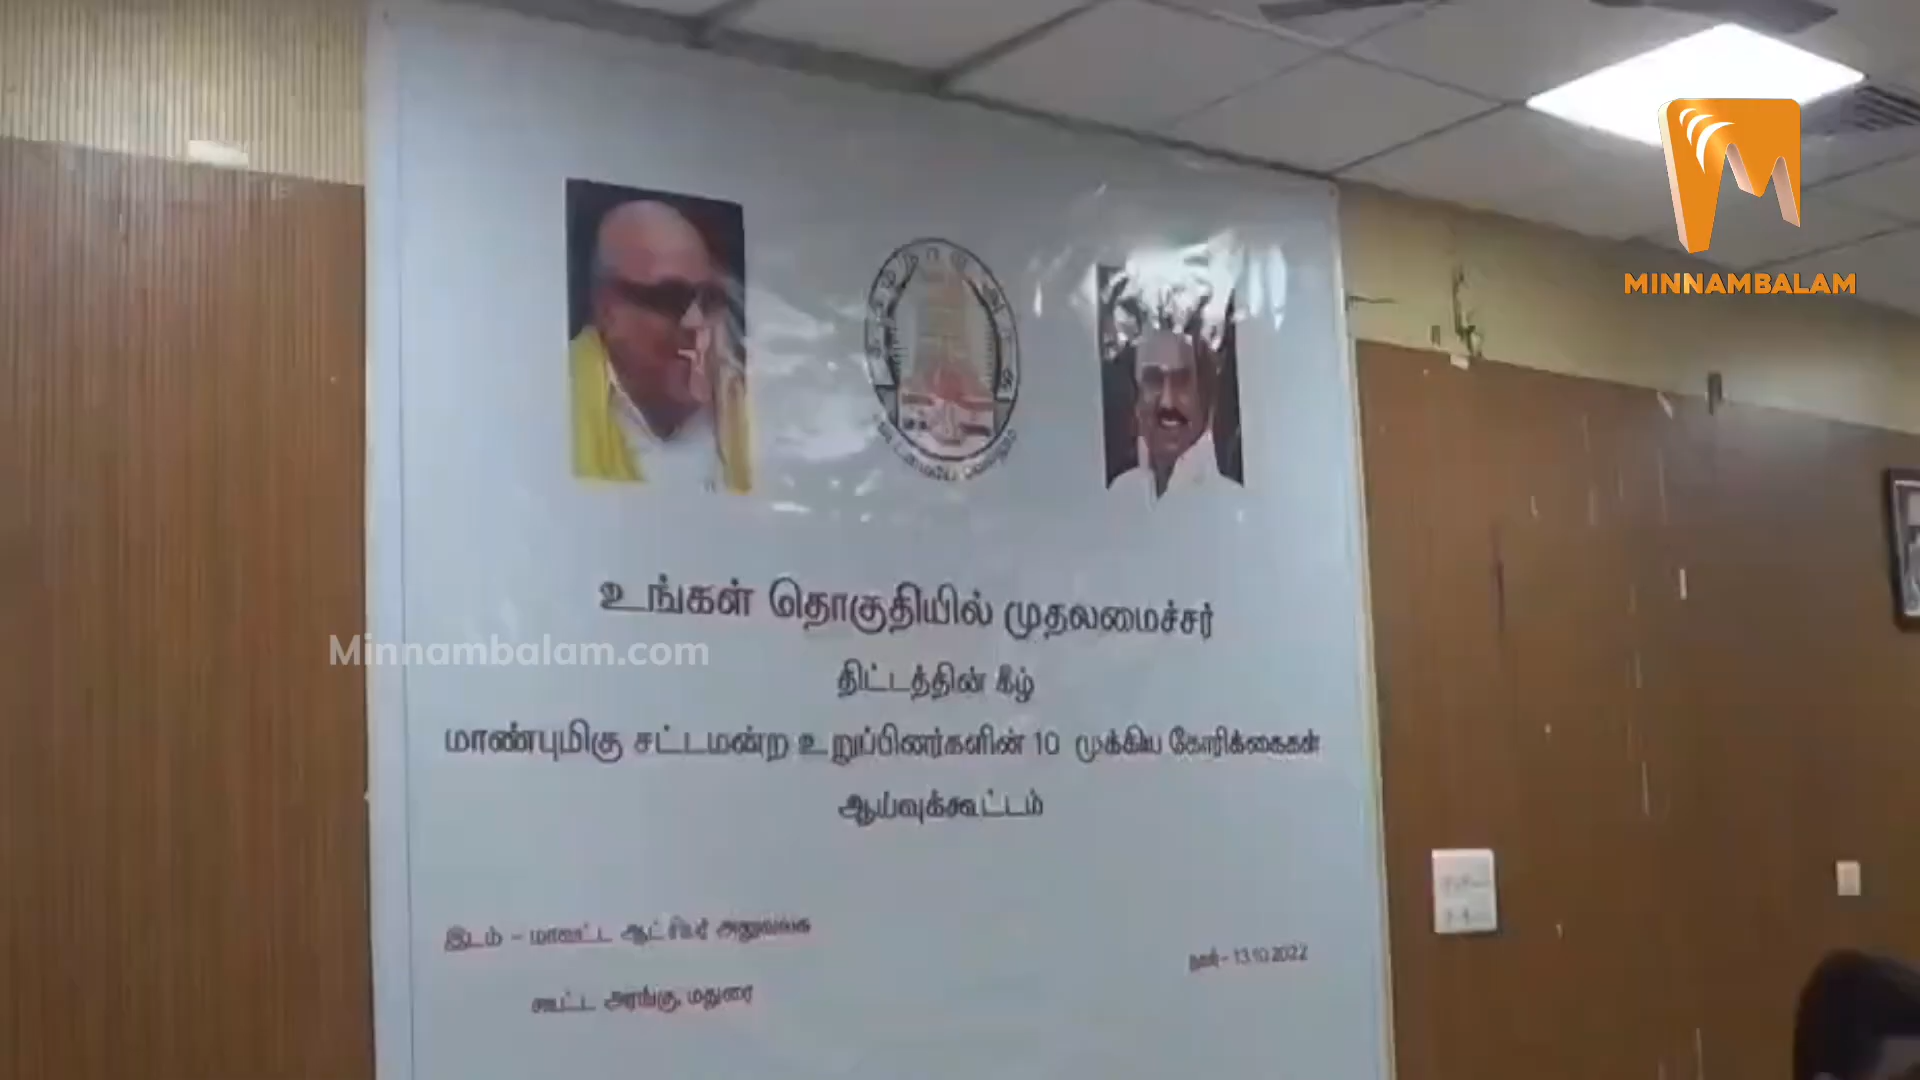 MINNAMBALAM
உங்கள் தொகுதியில் முதலமைச்சர்
திட்டத்தின் கீழ்
Minnambalam.com
மாண்புமிகு சட்டமன்ற உறுப்பினர்களின் 10 முக்கிய கோரிக்கைகள்
ஆய்வுக்கூட்டம்
இடம் - மாவட்ட ஆட்சியர் அலுவலக
நாள் - 13.10.2022
கூட்ட அரங்கு, மதுரை